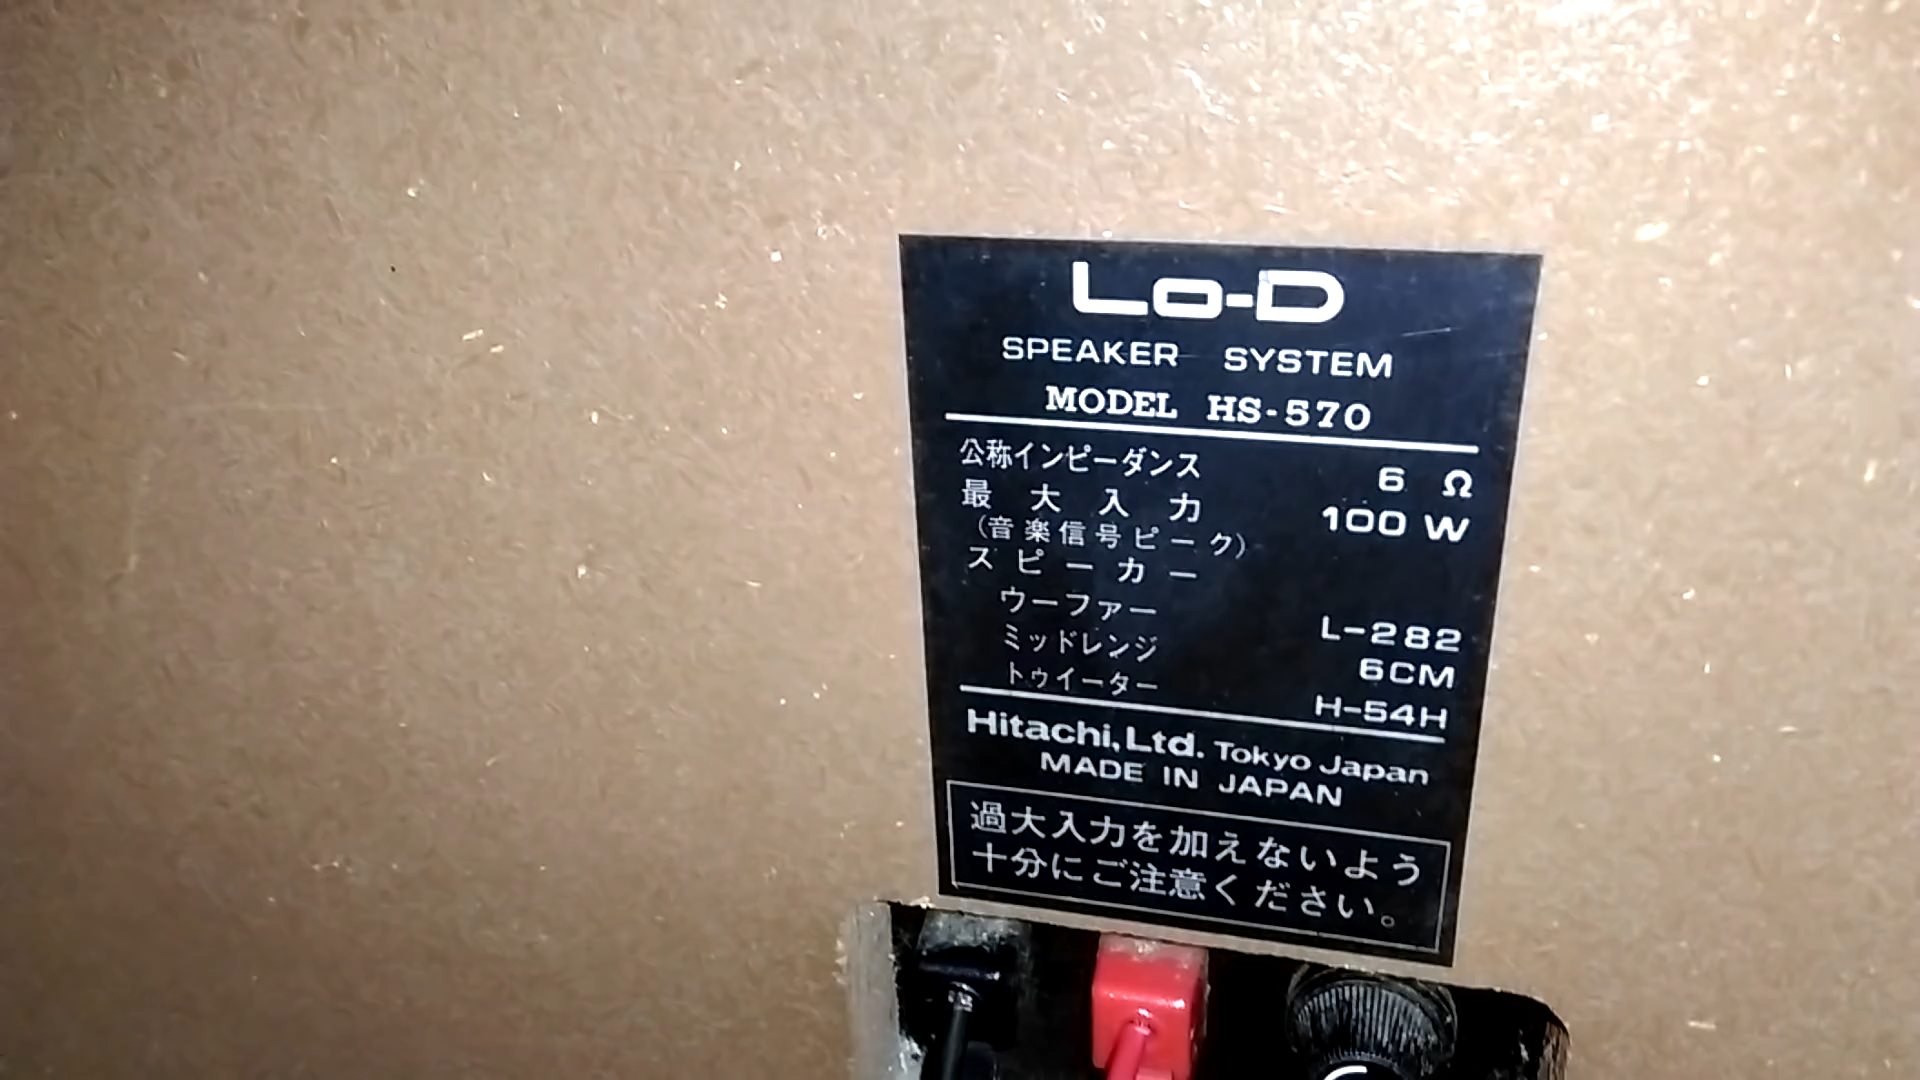 Lo-D
SPEAKER SYSTEM
MODEL HS-570
公称インピーダンス 6 Ω
最大入力 100 W
(音楽信号ピーク)
スピーカー
ウーファー L-282
ミッドレンジ 6CM
トゥイーター H-54H
Hitachi, Ltd. Tokyo Japan
MADE IN JAPAN
過大入力を加えないよう
十分にご注意ください。